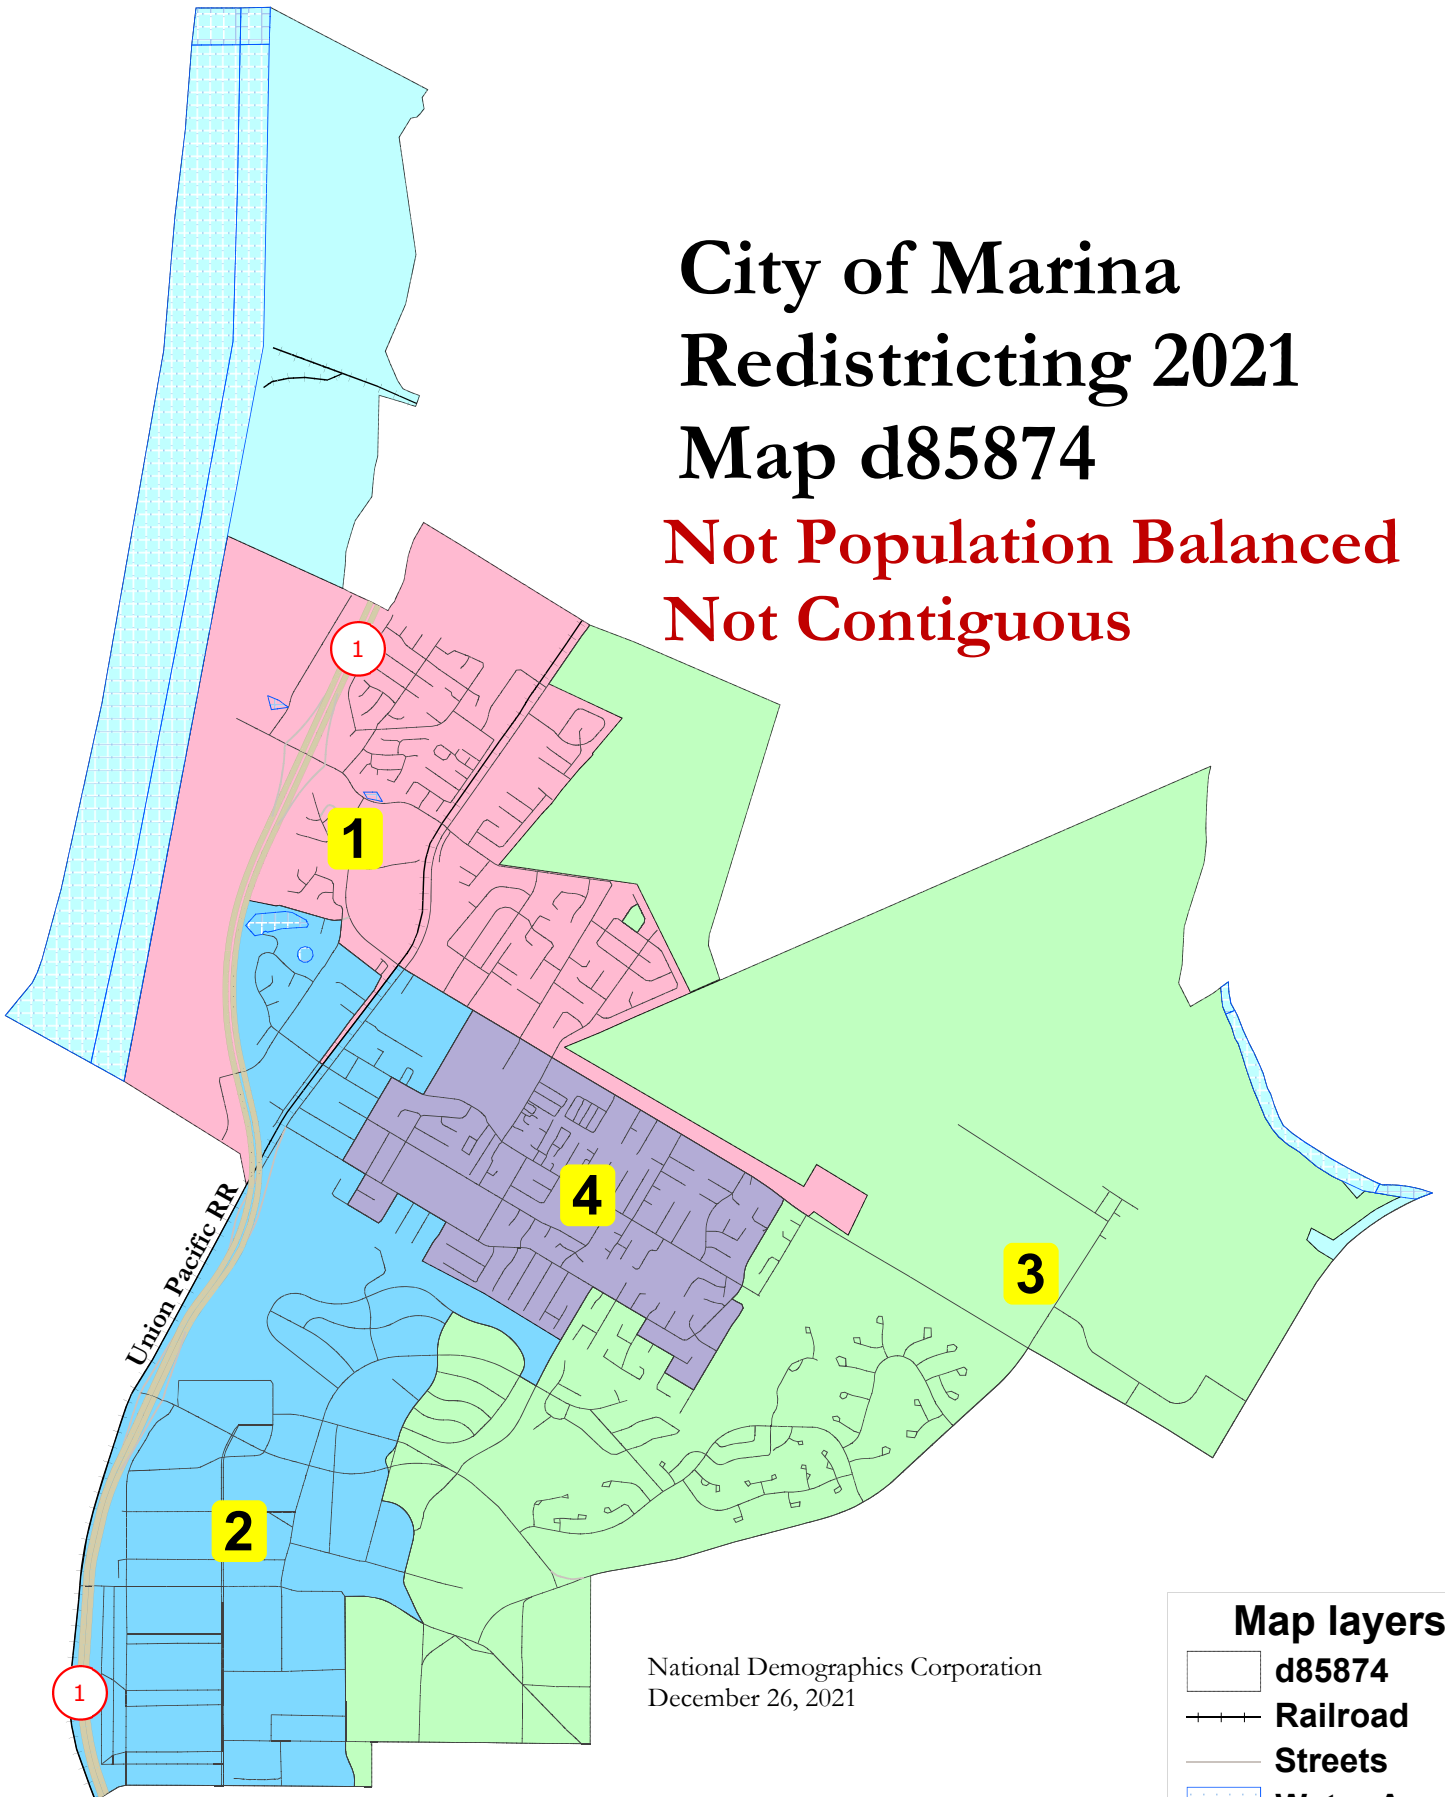 City of Marina
Redistricting 2021
Map d85874
Not Population Balanced
Not Contiguous
1
1
4
3
Union Pacific RR
2
1
National Demographics Corporation
December 26, 2021
Map layers
d85874
Railroad
Streets